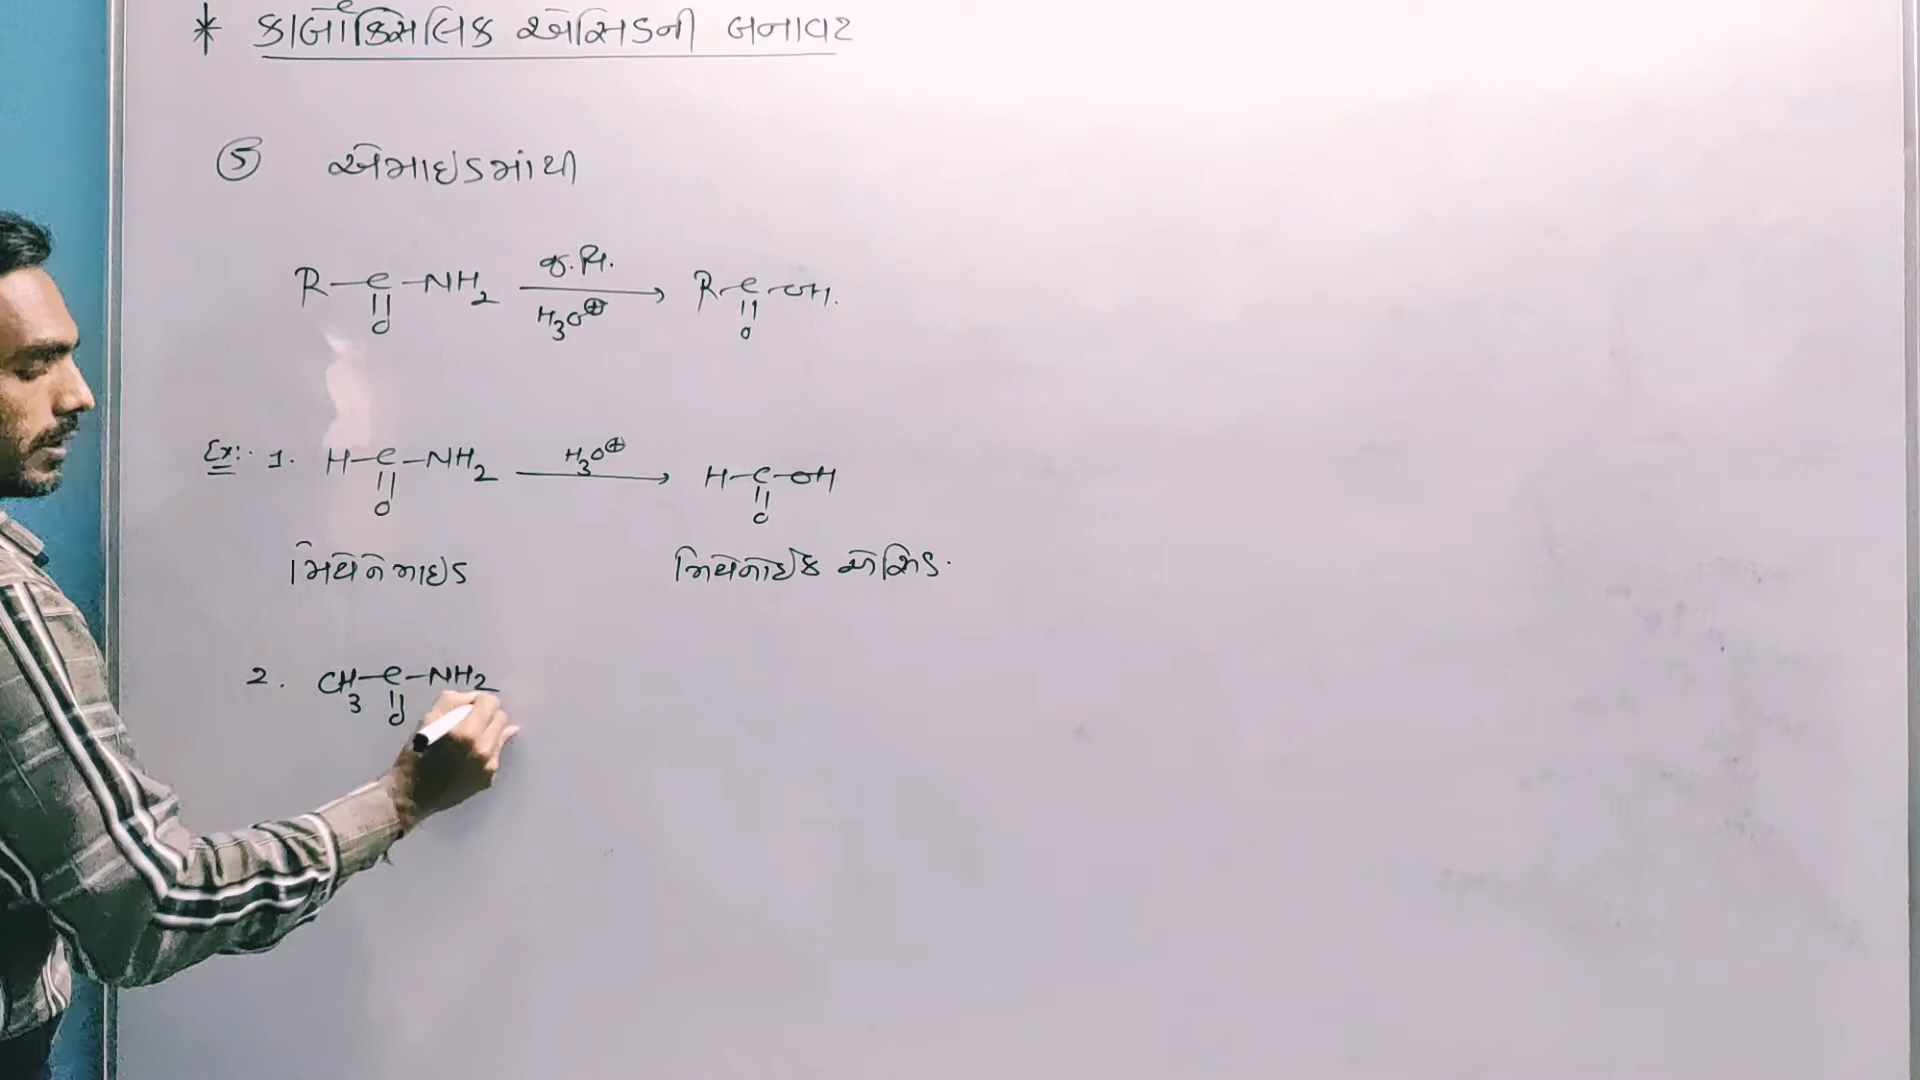 * કાર્બોક્સિલિક એસિડની બનાવટ
⑤ એમાઇડમાંથી
R-C-NH2 જ.વિ. H3O⊕ → R-C-OH.
|| O || O
Ex:- 1. H-C-NH2 H3O⊕ → H-C-OH
|| O || O
મિથેનેમાઇડ મિથેનોઈક એસિડ.
2. CH3-C-NH2
|| O